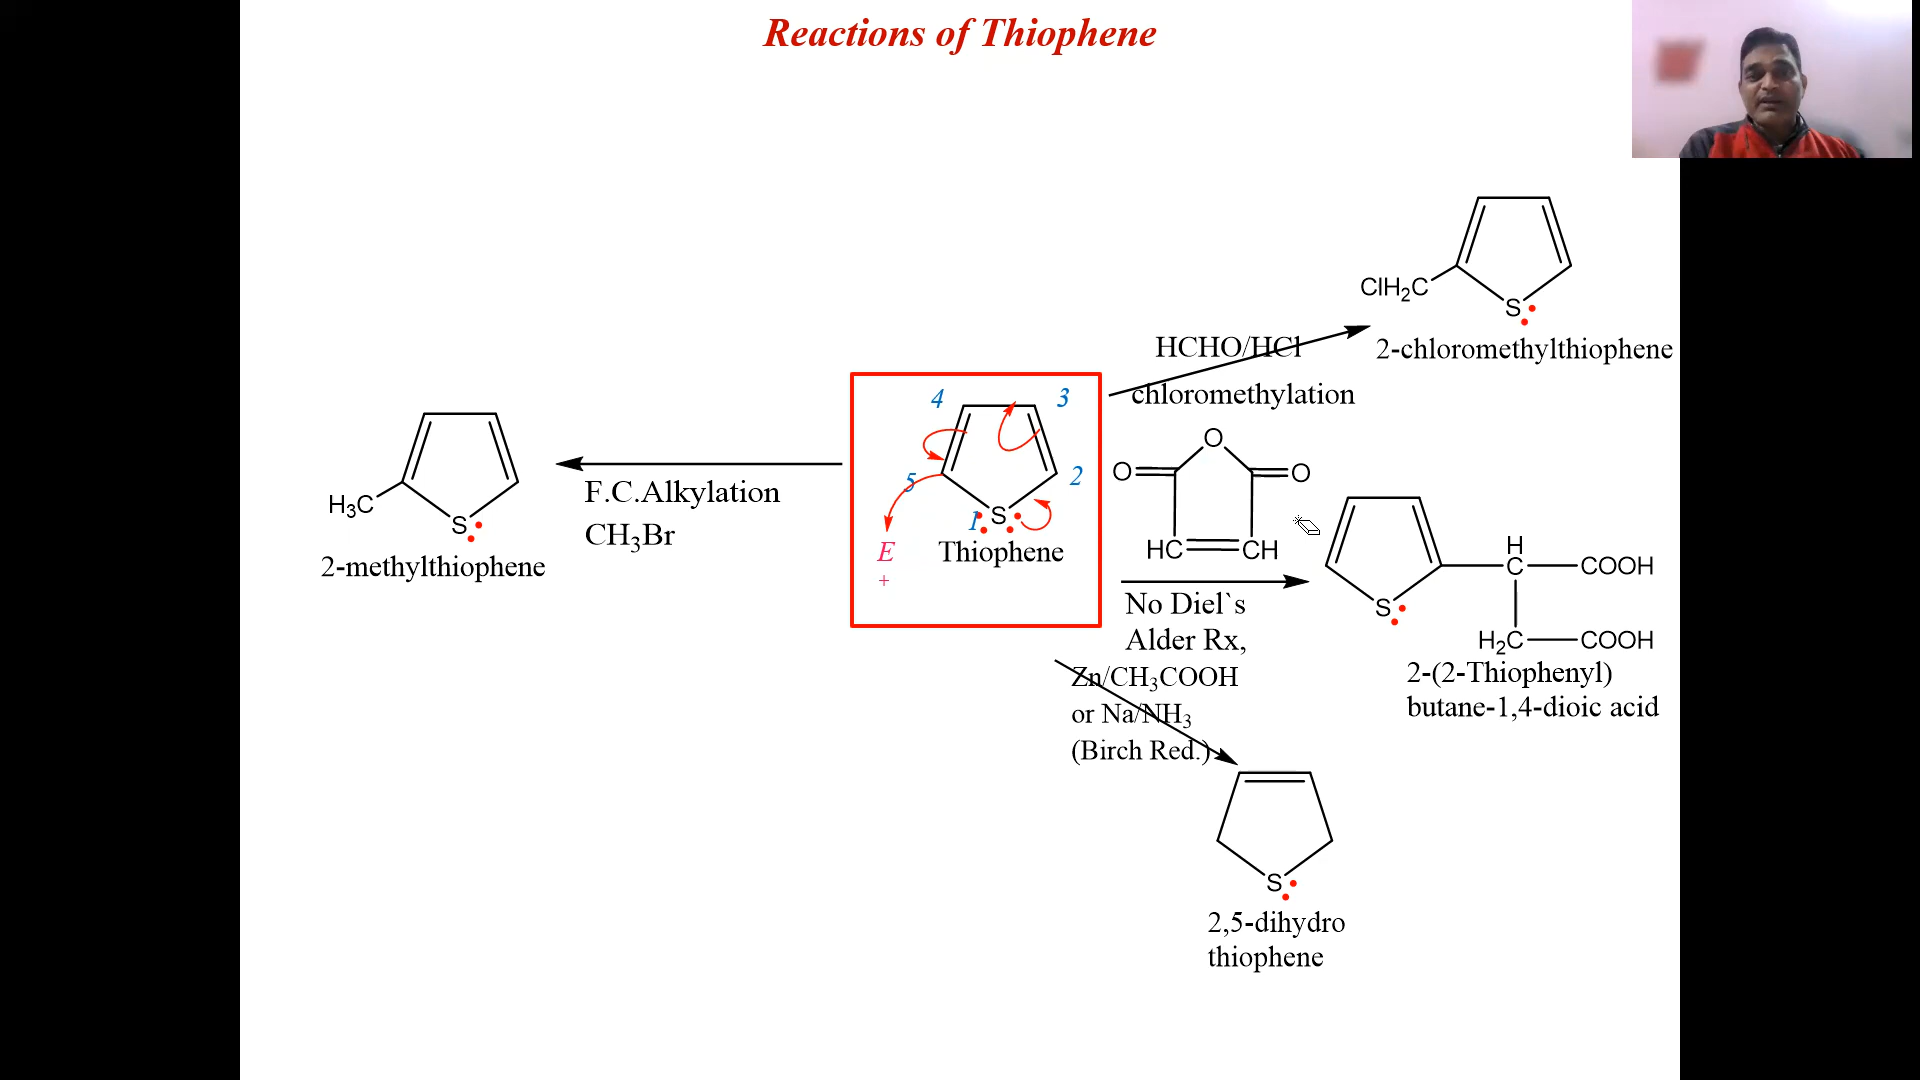 Reactions of Thiophene
ClH₂C
S
2-chloromethylthiophene
HCHO/HCl
chloromethylation
4
3
5
2
1
S
E
+
Thiophene
H₃C
S
2-methylthiophene
F.C.Alkylation
CH₃Br
O
O
O
HC
CH
No Diel`s
Alder Rx,
S
H
C
COOH
H₂C
COOH
2-(2-Thiophenyl)
butane-1,4-dioic acid
Zn/CH₃COOH
or Na/NH₃
(Birch Red.)
S
2,5-dihydro
thiophene